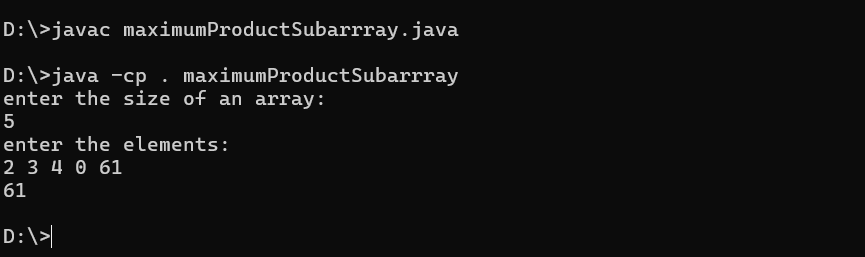 D:\>javac maximumProductSubarrray.java
D:\>java -cp . maximumProductSubarrray
enter the size of an array:
5
enter the elements:
2 3 4 0 61
61
D:\>